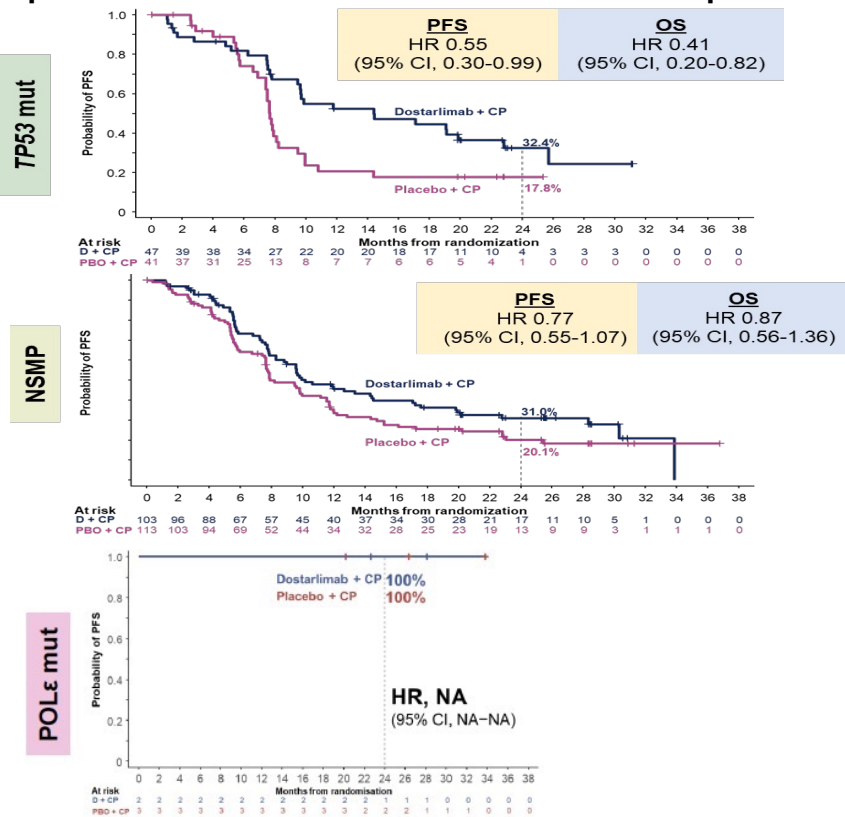 TP53 mut
Probability of PFS
1.0
0.8
0.6
0.4
0.2
0
PFS
HR 0.55
(95% CI, 0.30-0.99)
OS
HR 0.41
(95% CI, 0.20-0.82)
Dostarlimab + CP
32.4%
Placebo + CP
17.8%
0 2 4 6 8 10 12 14 16 18 20 22 24 26 28 30 32 34 36 38
At risk
Months from randomization
D + CP 47 39 38 34 27 22 20 20 18 17 11 10 4 3 3 3 0 0 0 0
PBO + CP 41 37 31 25 13 8 7 7 6 6 5 4 1 0 0 0 0 0 0 0
NSMP
Probability of PFS
PFS
HR 0.77
(95% CI, 0.55-1.07)
OS
HR 0.87
(95% CI, 0.56-1.36)
Dostarlimab + CP
31.0%
Placebo + CP
20.1%
0 2 4 6 8 10 12 14 16 18 20 22 24 26 28 30 32 34 36 38
At risk
Months from randomization
D + CP 103 96 88 67 57 45 40 37 34 30 28 21 17 11 10 5 1 0 0 0
PBO + CP 113 103 94 69 52 44 34 32 28 25 23 19 13 9 9 3 1 1 1 0
POLε mut
Probability of PFS
1.0
0.8
0.6
0.4
0.2
0
Dostarlimab + CP 100%
Placebo + CP 100%
HR, NA
(95% CI, NA–NA)
0 2 4 6 8 10 12 14 16 18 20 22 24 26 28 30 32 34 36 38
At risk
Months from randomisation
D + CP 2 2 2 2 2 2 2 2 2 2 2 2 1 1 1 0 0 0 0 0
PBO + CP 3 3 3 3 3 3 3 3 3 3 3 2 2 2 1 1 1 0 0 0